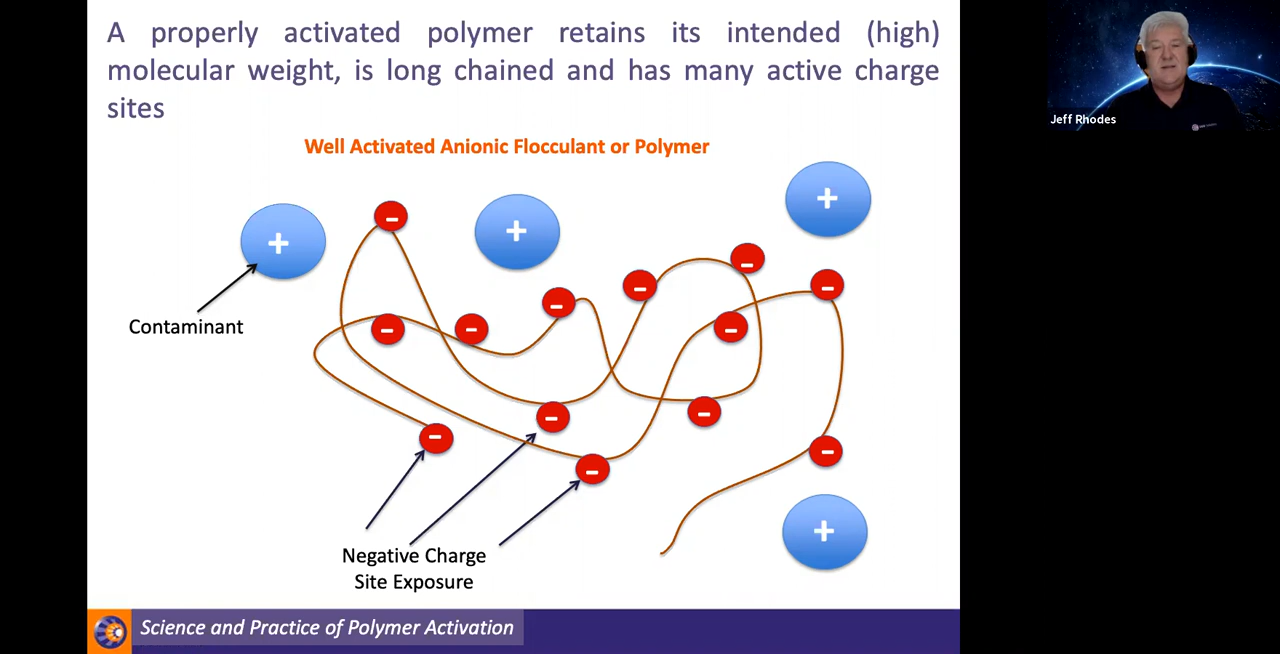 A properly activated polymer retains its intended (high)
molecular weight, is long chained and has many active charge
sites
Well Activated Anionic Flocculant or Polymer
+
+
+
-
-
-
-
-
-
-
-
-
-
-
-
-
+
Contaminant
Negative Charge
Site Exposure
Science and Practice of Polymer Activation
Jeff Rhodes